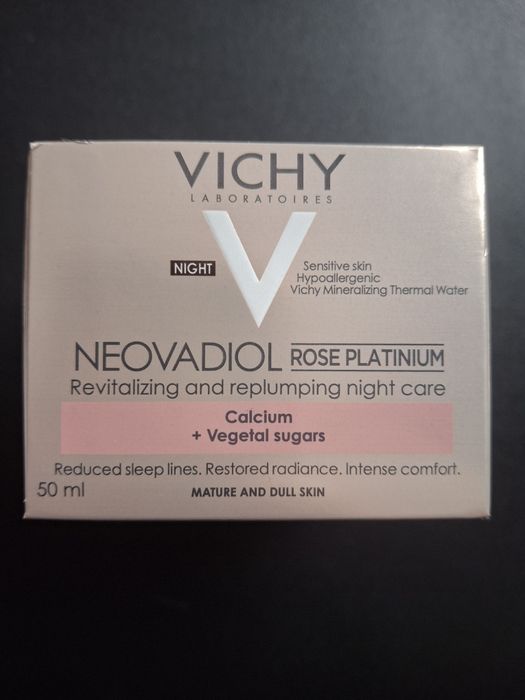 VICHY
LABORATOIRES
V
NIGHT
Sensitive skin
Hypoallergenic
Vichy Mineralizing Thermal Water
NEOVADIOL ROSE PLATINIUM
Revitalizing and replumping night care
Calcium
+ Vegetal sugars
Reduced sleep lines. Restored radiance. Intense comfort.
50 ml MATURE AND DULL SKIN